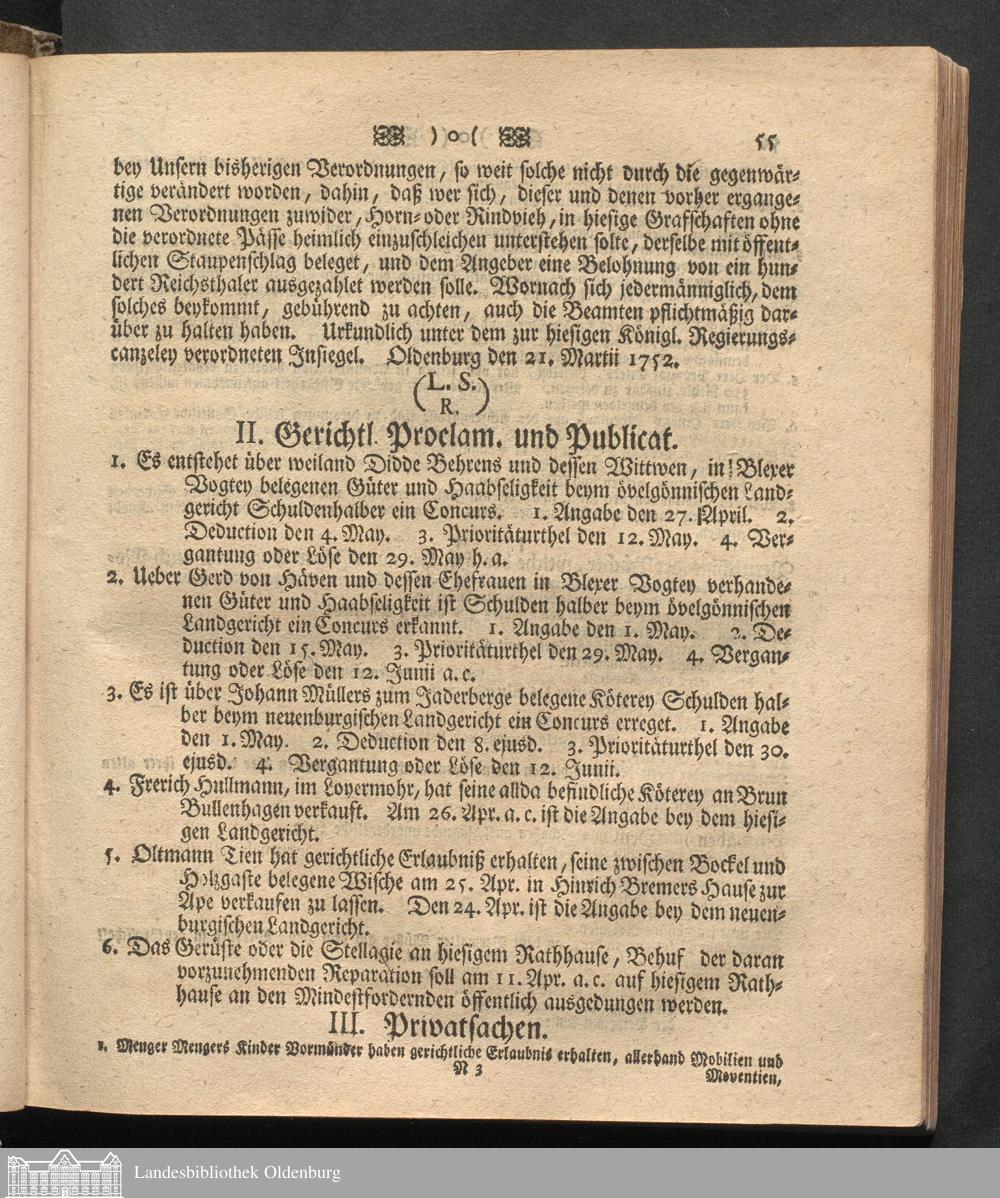 ) o (
55
bey Unsern bisherigen Verordnungen, so weit solche nicht durch die gegenwär-
tige verändert worden, dahin, daß wer sich, dieser und denen vorher ergange-
nen Verordnungen zuwider, Horn- oder Rindvieh, in hiesige Grafschaften ohne
die verordnete Pässe heimlich einzuschleichen unterstehen solte, derselbe mit öffent-
lichen Staupenschlag beleget, und dem Angeber eine Belohnung von ein hun-
dert Reichsthaler ausgezahlet werden solle. Wornach sich jedermänniglich, dem
solches beykommt, gebührend zu achten, auch die Beamten pflichtmäßig dar-
über zu halten haben. Urkundlich unter dem zur hiesigen Königl. Regierungs-
canzeley verordneten Insiegel. Oldenburg den 21. Martii 1752.
(L. S.
R.)
II. Gerichtl. Proclam. und Publicat.
1. Es entstehet über weiland Didde Behrens und dessen Wittwen, in Blexer
Vogtey belegenen Güter und Haabseligkeit beym övelgönnischen Land-
gericht Schuldenhalber ein Concurs. 1. Angabe den 27. April. 2.
Deduction den 4. May. 3. Prioritäturthel den 12. May. 4. Ver-
gantung oder Löse den 29. May h. a.
2. Ueber Gerd von Häven und dessen Ehefrauen in Blexer Vogtey verhande-
nen Güter und Haabseligkeit ist Schulden halber beym övelgönnischen
Landgericht ein Concurs erkannt. 1. Angabe den 1. May. 2. De-
duction den 15. May. 3. Prioritäturthel den 29. May. 4. Vergan-
tung oder Löse den 12. Junii a. c.
3. Es ist über Johann Müllers zum Jaderberge belegene Köterey Schulden hal-
ber beym neuenburgischen Landgericht ein Concurs erreget. 1. Angabe
den 1. May. 2. Deduction den 8. ejusd. 3. Prioritäturthel den 30.
ejusd. 4. Vergantung oder Löse den 12. Junii.
4. Frerich Hullmann, im Loyermohr, hat seine allda befindliche Köterey an Brun
Bullenhagen verkauft. Am 26. Apr. a. c. ist die Angabe bey dem hiesi-
gen Landgericht.
5. Oltmann Tien hat gerichtliche Erlaubniß erhalten, seine zwischen Bockel und
Holzgaste belegene Wische am 25. Apr. in Hinrich Bremers Hause zur
Ape verkaufen zu lassen. Den 24. Apr. ist die Angabe bey dem neuen-
burgischen Landgericht.
6. Das Gerüste oder die Stellagie an hiesigem Rathhause, Behuf der daran
vorzunehmenden Reparation soll am 11. Apr. a. c. auf hiesigem Rath-
hause an den Mindestfordernden öffentlich ausgedungen werden.
III. Privatsachen.
1. Menger Mengers Kinder Vormünder haben gerichtliche Erlaubnis erhalten, allerhand Mobilien und
N 3
Moventien,
Landesbibliothek Oldenburg